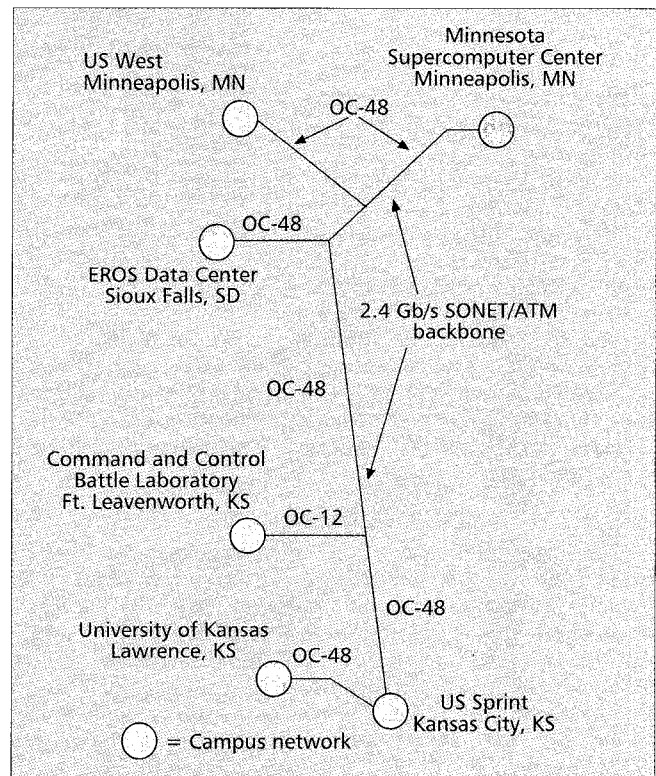 US West
Minneapolis, MN
Minnesota
Supercomputer Center
Minneapolis, MN
OC-48
OC-48
EROS Data Center
Sioux Falls, SD
2.4 Gb/s SONET/ATM
backbone
OC-48
Command and Control
Battle Laboratory
Ft. Leavenworth, KS
OC-12
OC-48
University of Kansas
Lawrence, KS
OC-48
US Sprint
Kansas City, KS
= Campus network